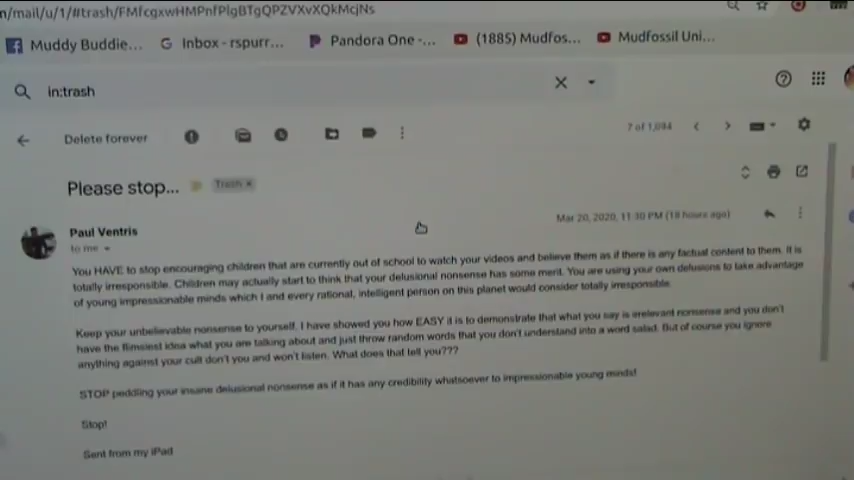 n/mail/u/1/#trash/FMfcgxwHMPnfPlgBTgQPZVXvXQkMcjNs
Muddy Buddie... Inbox - rspurr... Pandora One -... (1885) Mudfos... Mudfossil Uni...
in:trash
Delete forever 7 of 1,094
Please stop... Trash x
Paul Ventris Mar 20, 2020, 11:30 PM (18 hours ago)
to me
You HAVE to stop encouraging children that are currently out of school to watch your videos and believe them as if there is any factual content to them. It is
totally irresponsible. Children may actually start to think that your delusional nonsense has some merit. You are using your own delusions to take advantage
of young impressionable minds which I and every rational, intelligent person on this planet would consider totally irresponsible.
Keep your unbelievable nonsense to yourself. I have showed you how EASY it is to demonstrate that what you say is irrelevant nonsense and you don't
have the flimsiest idea what you are talking about and just throw random words that you don't understand into a word salad. But of course you ignore
anything against your cult don't you and won't listen. What does that tell you???
STOP peddling your insane delusional nonsense as if it has any credibility whatsoever to impressionable young minds!
Stop!
Sent from my iPad